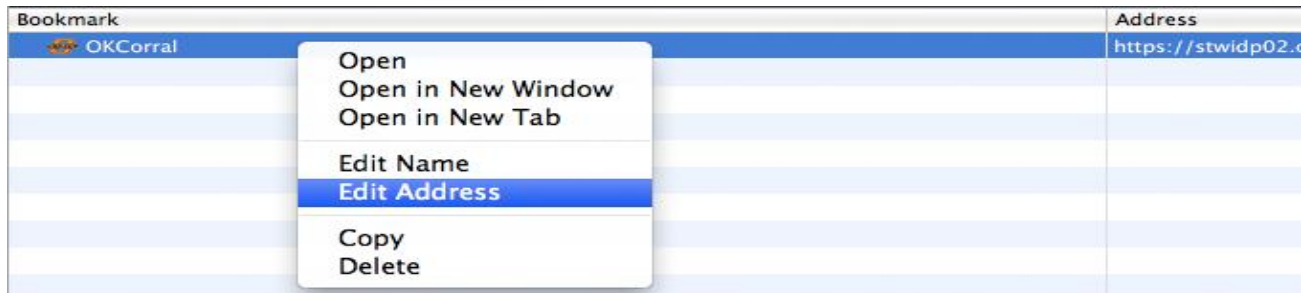 Bookmark Address
OKCorral https://stwidp02.
Open
Open in New Window
Open in New Tab
Edit Name
Edit Address
Copy
Delete